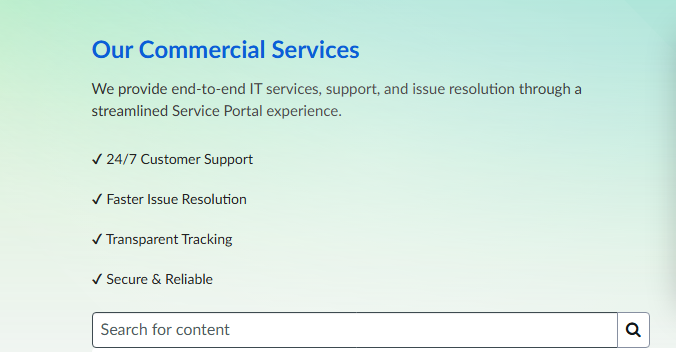 Our Commercial Services
We provide end-to-end IT services, support, and issue resolution through a
streamlined Service Portal experience.
✓ 24/7 Customer Support
✓ Faster Issue Resolution
✓ Transparent Tracking
✓ Secure & Reliable
Search for content